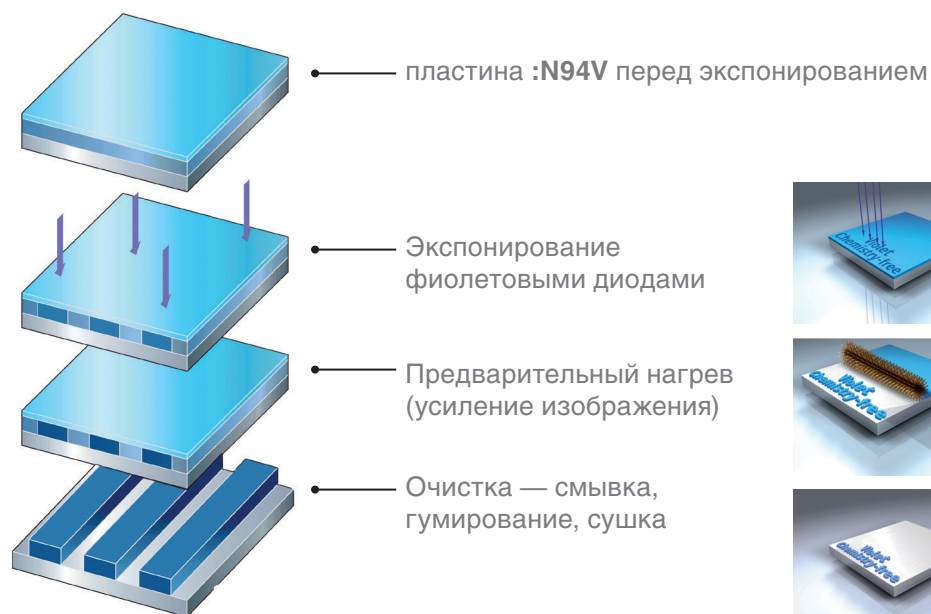 пластина :N94V перед экспонированием
Экспонирование
фиолетовыми диодами
Предварительный нагрев
(усиление изображения)
Очистка — смывка,
гумирование, сушка
Violet
Chemistry-free
Violet
Chemistry-free
Violet
Chemistry-free